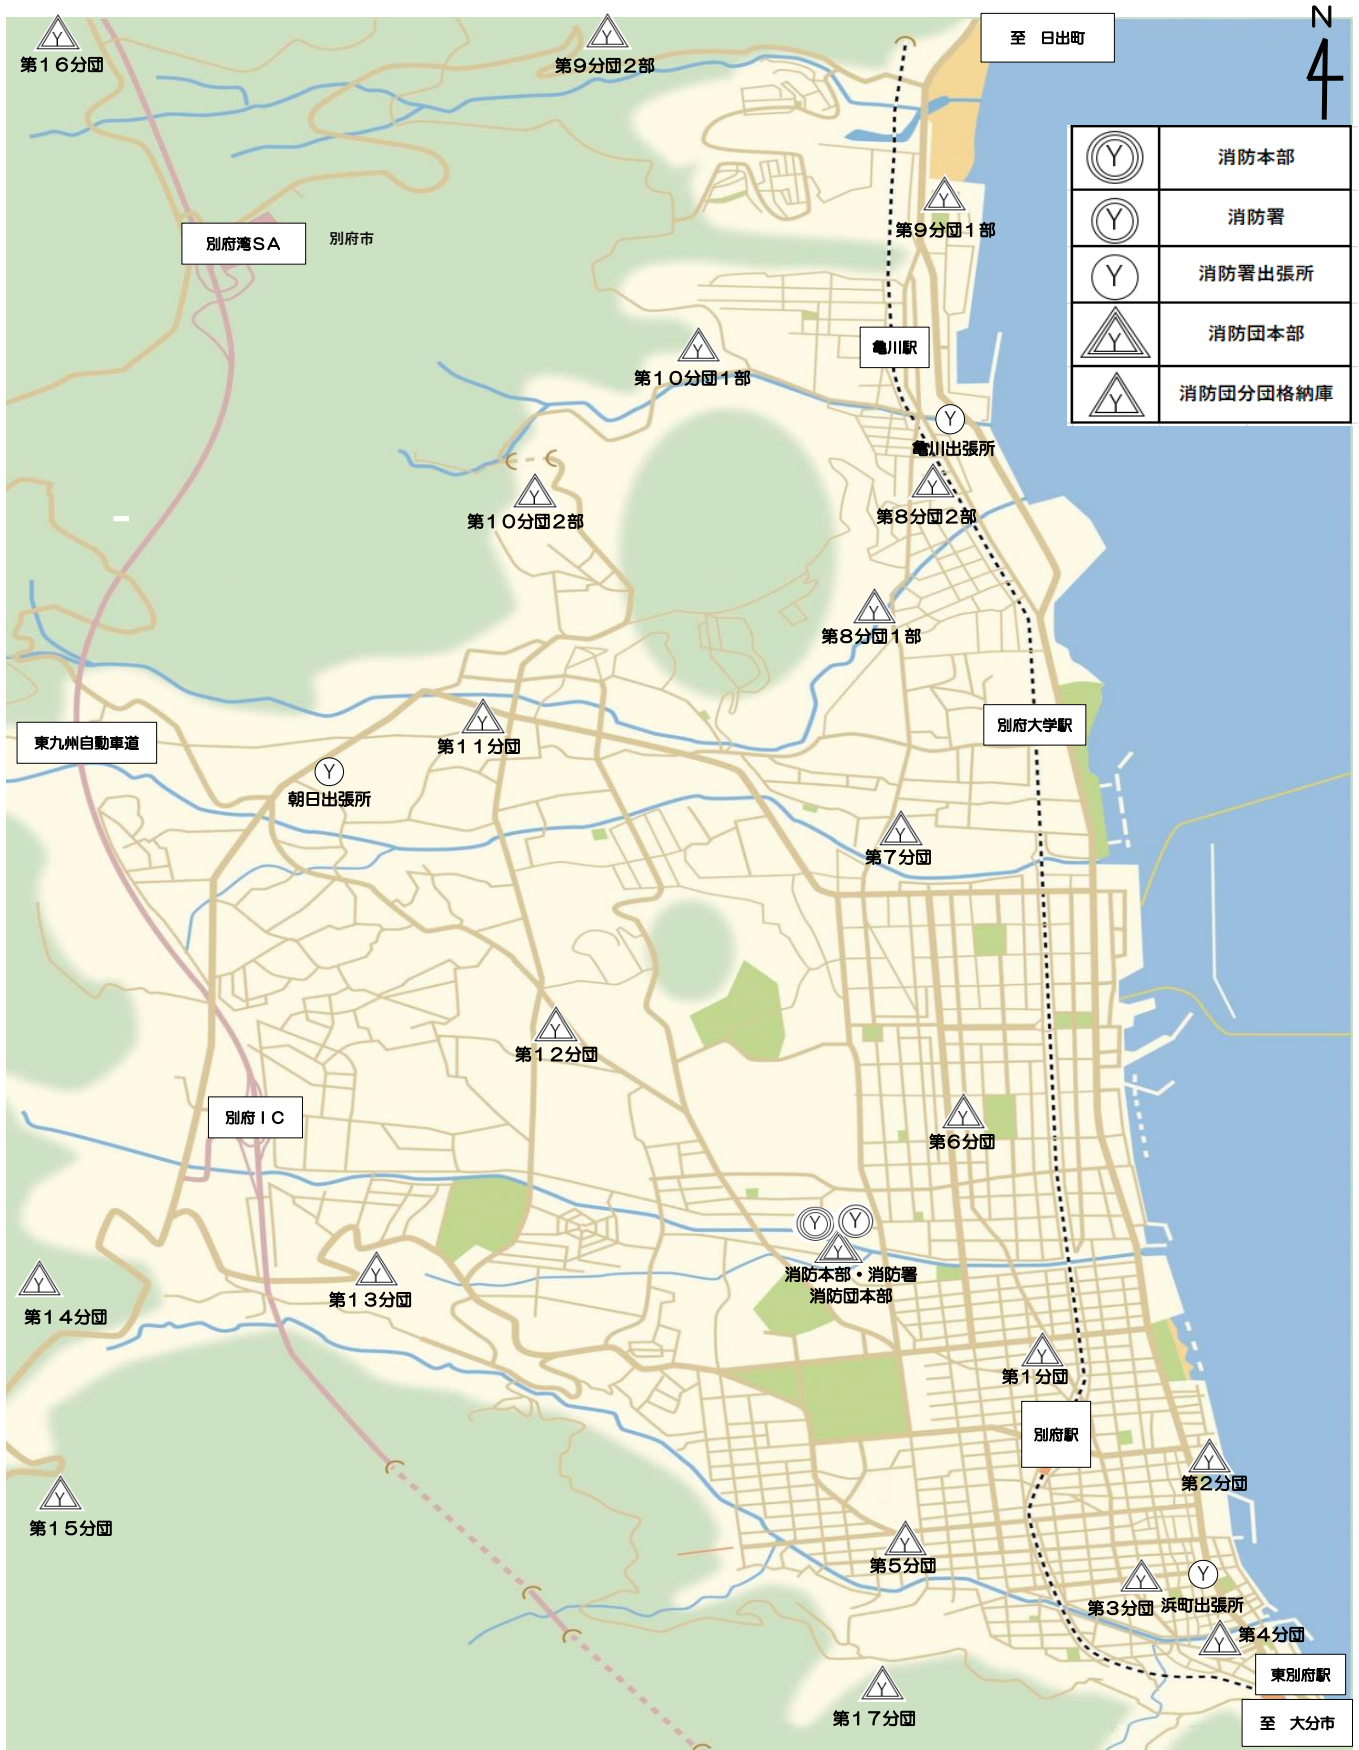 N
至　日出町
第１６分団
第９分団２部
消防本部
消防署
消防署出張所
消防団本部
消防団分団格納庫
第９分団１部
別府湾ＳＡ
別府市
亀川駅
第１０分団１部
亀川出張所
第１０分団２部
第８分団２部
第８分団１部
別府大学駅
東九州自動車道
第１１分団
朝日出張所
第７分団
第１２分団
別府ＩＣ
第６分団
消防本部・消防署
消防団本部
第１３分団
第１４分団
第１分団
別府駅
第２分団
第１５分団
第５分団
第３分団
浜町出張所
第４分団
東別府駅
第１７分団
至　大分市